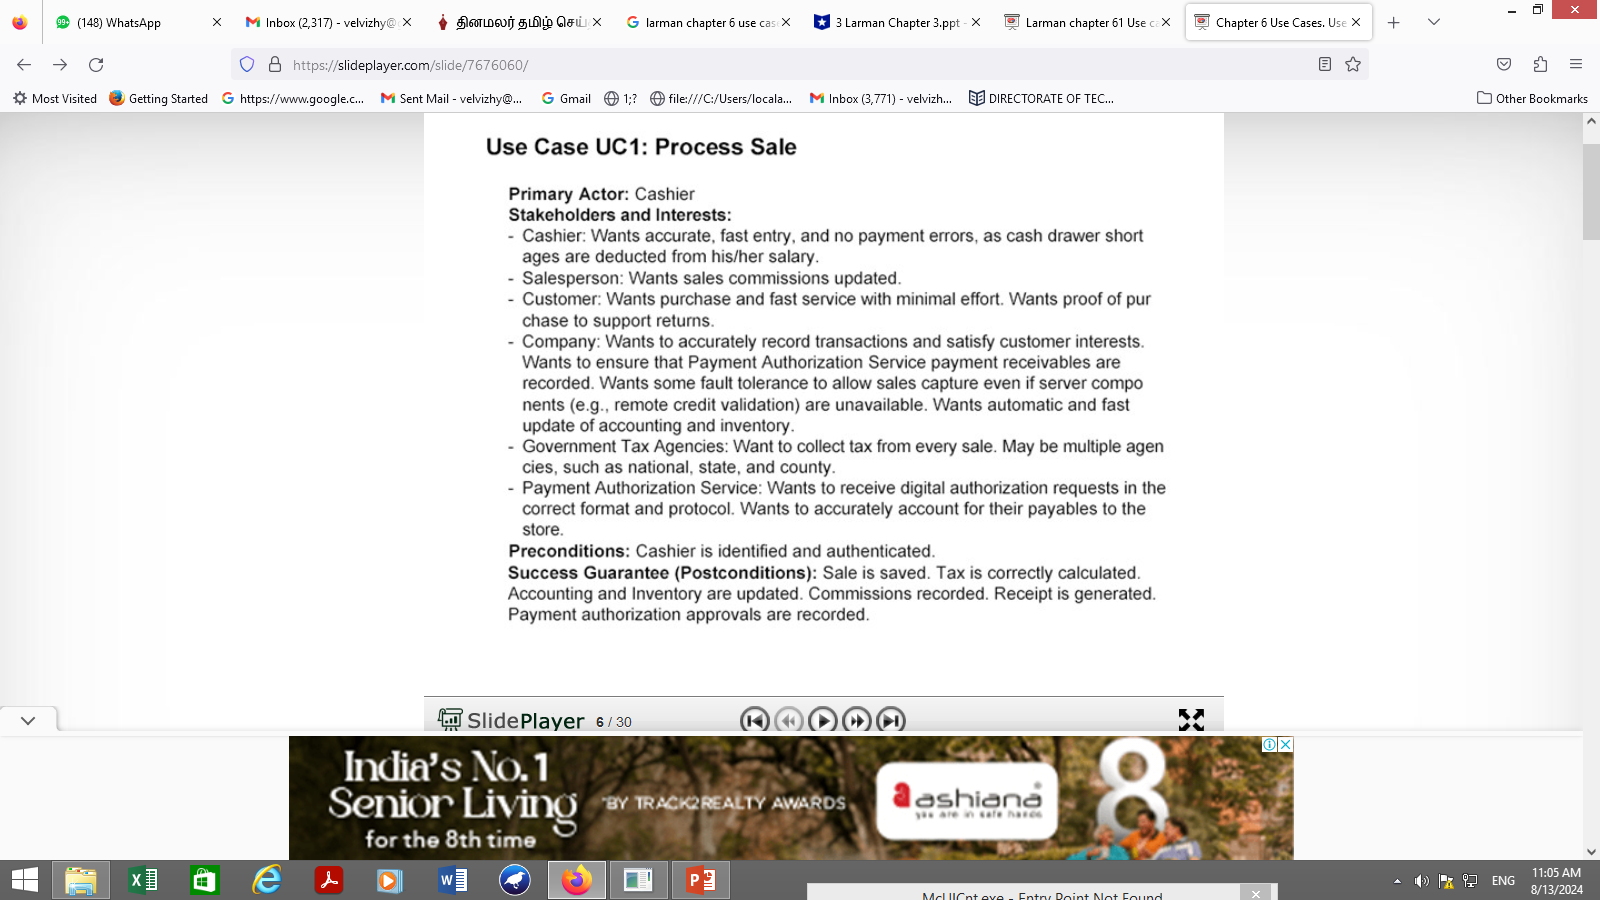 (148) WhatsApp
Inbox (2,317) - velvizhy@
தினமலர் தமிழ் செய்
larman chapter 6 use cas
3 Larman Chapter 3.ppt -
Larman chapter 61 Use ca
Chapter 6 Use Cases. Use
https://slideplayer.com/slide/7676060/
Most Visited
Getting Started
https://www.google.c...
Sent Mail - velvizhy@...
Gmail
1;?
file:///C:/Users/locala...
Inbox (3,771) - velvizh...
DIRECTORATE OF TEC...
Other Bookmarks
Use Case UC1: Process Sale
Primary Actor: Cashier
Stakeholders and Interests:
- Cashier: Wants accurate, fast entry, and no payment errors, as cash drawer short
ages are deducted from his/her salary.
- Salesperson: Wants sales commissions updated.
- Customer: Wants purchase and fast service with minimal effort. Wants proof of pur
chase to support returns.
- Company: Wants to accurately record transactions and satisfy customer interests.
Wants to ensure that Payment Authorization Service payment receivables are
recorded. Wants some fault tolerance to allow sales capture even if server compo
nents (e.g., remote credit validation) are unavailable. Wants automatic and fast
update of accounting and inventory.
- Government Tax Agencies: Want to collect tax from every sale. May be multiple agen
cies, such as national, state, and county.
- Payment Authorization Service: Wants to receive digital authorization requests in the
correct format and protocol. Wants to accurately account for their payables to the
store.
Preconditions: Cashier is identified and authenticated.
Success Guarantee (Postconditions): Sale is saved. Tax is correctly calculated.
Accounting and Inventory are updated. Commissions recorded. Receipt is generated.
Payment authorization approvals are recorded.
SlidePlayer 6 / 30
India's No.1
Senior Living
for the 8th time
*BY TRACK2REALTY AWARDS
ashiana
you are in safe hands
8
ENG
11:05 AM
8/13/2024
McUICnt.exe - Entry Point Not Found